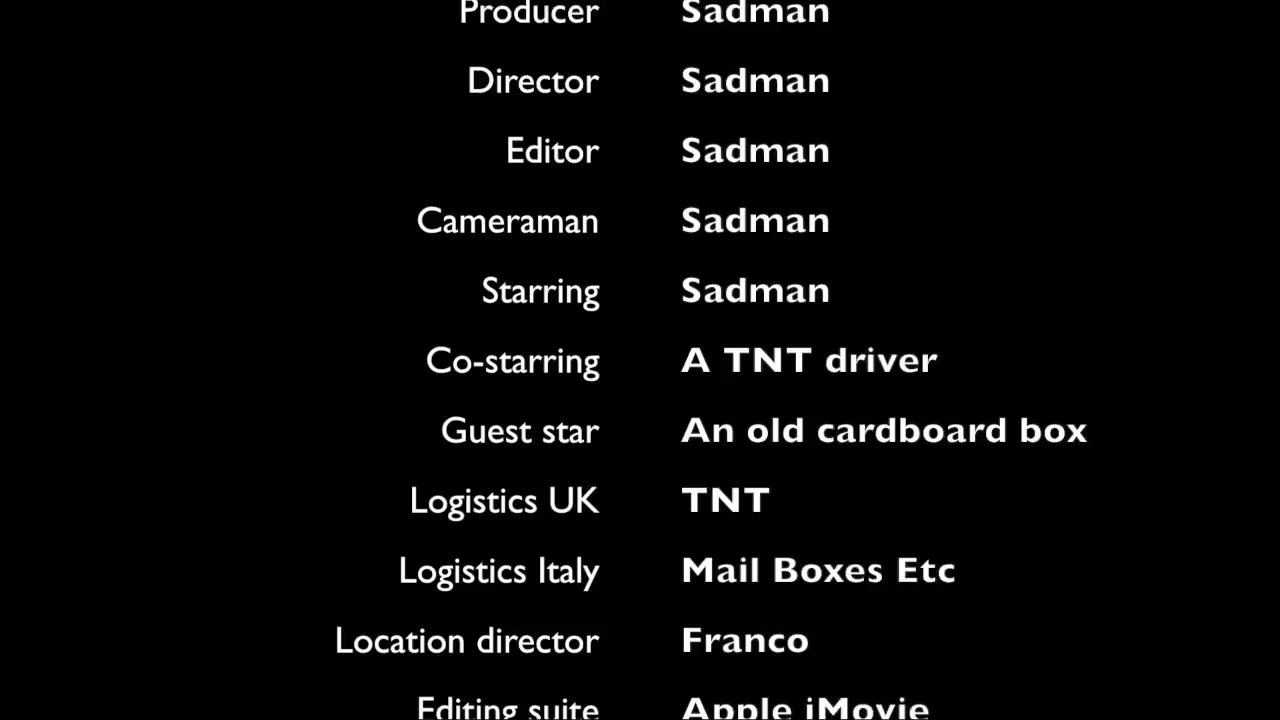 Producer Sadman
Director Sadman
Editor Sadman
Cameraman Sadman
Starring Sadman
Co-starring A TNT driver
Guest star An old cardboard box
Logistics UK TNT
Logistics Italy Mail Boxes Etc
Location director Franco
Editing suite Apple iMovie